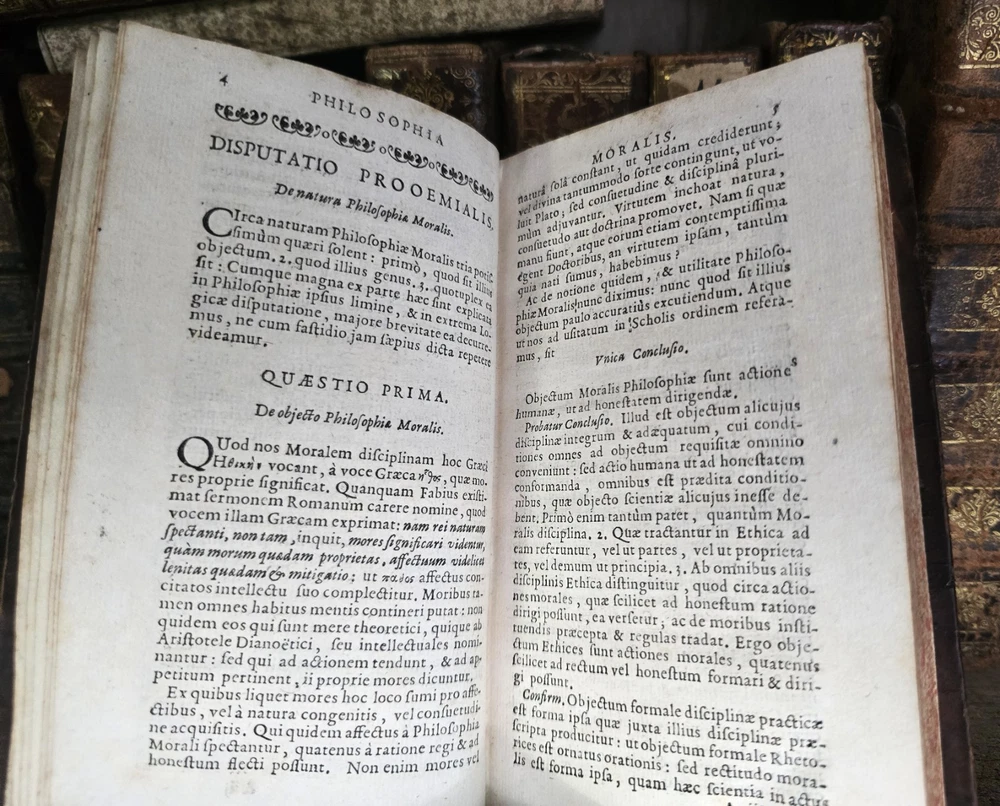 4
PHILOSOPHIA
DISPUTATIO PROOEMIALIS.
De naturâ Philosophiæ Moralis.
CIrca naturam Philosophiæ Moralis tria potis-
simùm quæri solent: primò, quod sit illius
objectum. 2. quod illius genus. 3. quotuplex ea
sit: Cumque magna ex parte hæc sint explicata
in Philosophiæ ipsius limine, & in extrema Lo-
gicæ disputatione, majore brevitate ea decurre-
mus, ne cum fastidio jam sæpius dicta repetere
videamur.
QUÆSTIO PRIMA.
De objecto Philosophiæ Moralis.
QUod nos Moralem disciplinam hoc Græci
Ηθικὴν vocant, à voce Græca ἦθος, quæ mo-
res proprie significat. Quanquam Fabius existi-
mat sermonem Romanum carere nomine, quod
vocem illam Græcam exprimat: nam rei naturam
spectanti, non tam, inquit, mores significari videntur,
quàm morum quædam proprietas, affectuum videlicet
lenitas quædam & mitigatio; ut παθος affectus con-
citatos intellectu suo complectitur. Moribus ta-
men omnes habitus mentis contineri putat: non
quidem eos qui sunt mere theoretici, quique ab
Aristotele Dianoëtici, seu intellectuales nomi-
nantur: sed qui ad actionem tendunt, & ad ap-
petitum pertinent, ii proprie mores dicuntur.
Ex quibus liquet mores hoc loco sumi pro affe-
ctibus, vel à natura congenitis, vel consuetudi-
ne acquisitis. Qui quidem affectus à Philosophia
Morali spectantur, quatenus à ratione regi & ad
honestum flecti possunt. Non enim mores vel
5
MORALIS.
naturâ solâ constant, ut quidam crediderunt;
vel divina tantummodo sorte contingunt, ut vo-
luit Plato; sed consuetudine & disciplinâ pluri-
mùm adjuvantur. Virtutem inchoat natura,
consuetudo aut doctrina promovet. Nam si quæ
manu fiunt, atque eorum etiam contemptissima
egent Doctoribus, an virtutem ipsam, tantùm
quia nati sumus, habebimus?
Ac de notione quidem, & utilitate Philoso-
phiæ Moralis nunc diximus: nunc quod sit illius
objectum paulo accuratiùs excutiendum. Atque
ut nos ad usitatum in Scholis ordinem refera-
mus, sit
Vnica Conclusio.
Objectum Moralis Philosophiæ sunt actiones
humanæ, ut ad honestatem dirigendæ.
Probatur Conclusio. Illud est objectum alicujus
disciplinæ integrum & adæquatum, cui condi-
tiones omnes ad objectum requisitæ omnino
conveniunt: sed actio humana ut ad honestatem
conformanda, omnibus est prædita conditio-
nibus, quæ objecto scientiæ alicujus inesse de-
bent. Primò enim tantùm patet, quantùm Mo-
ralis disciplina. 2. Quæ tractantur in Ethica ad
eam referuntur, vel ut partes, vel ut proprieta-
tes, vel demum ut principia. 3. Ab omnibus aliis
disciplinis Ethica distinguitur, quod circa actio-
nes morales, quæ scilicet ad honestum ratione
dirigi possunt, ea versetur, ac de moribus insti-
tuendis præcepta & regulas tradat. Ergo obje-
ctum Ethices sunt actiones morales, quatenus
scilicet ad rectum vel honestum formari & diri-
gi possunt.
Confirm. Objectum formale disciplinæ practicæ
est forma ipsa quæ juxta illius disciplinæ præ-
scripta producitur: ut objectum formale Rheto-
rices est ornatus orationis: sed rectitudo mora-
lis est forma ipsa, quam hæc scientia in actus